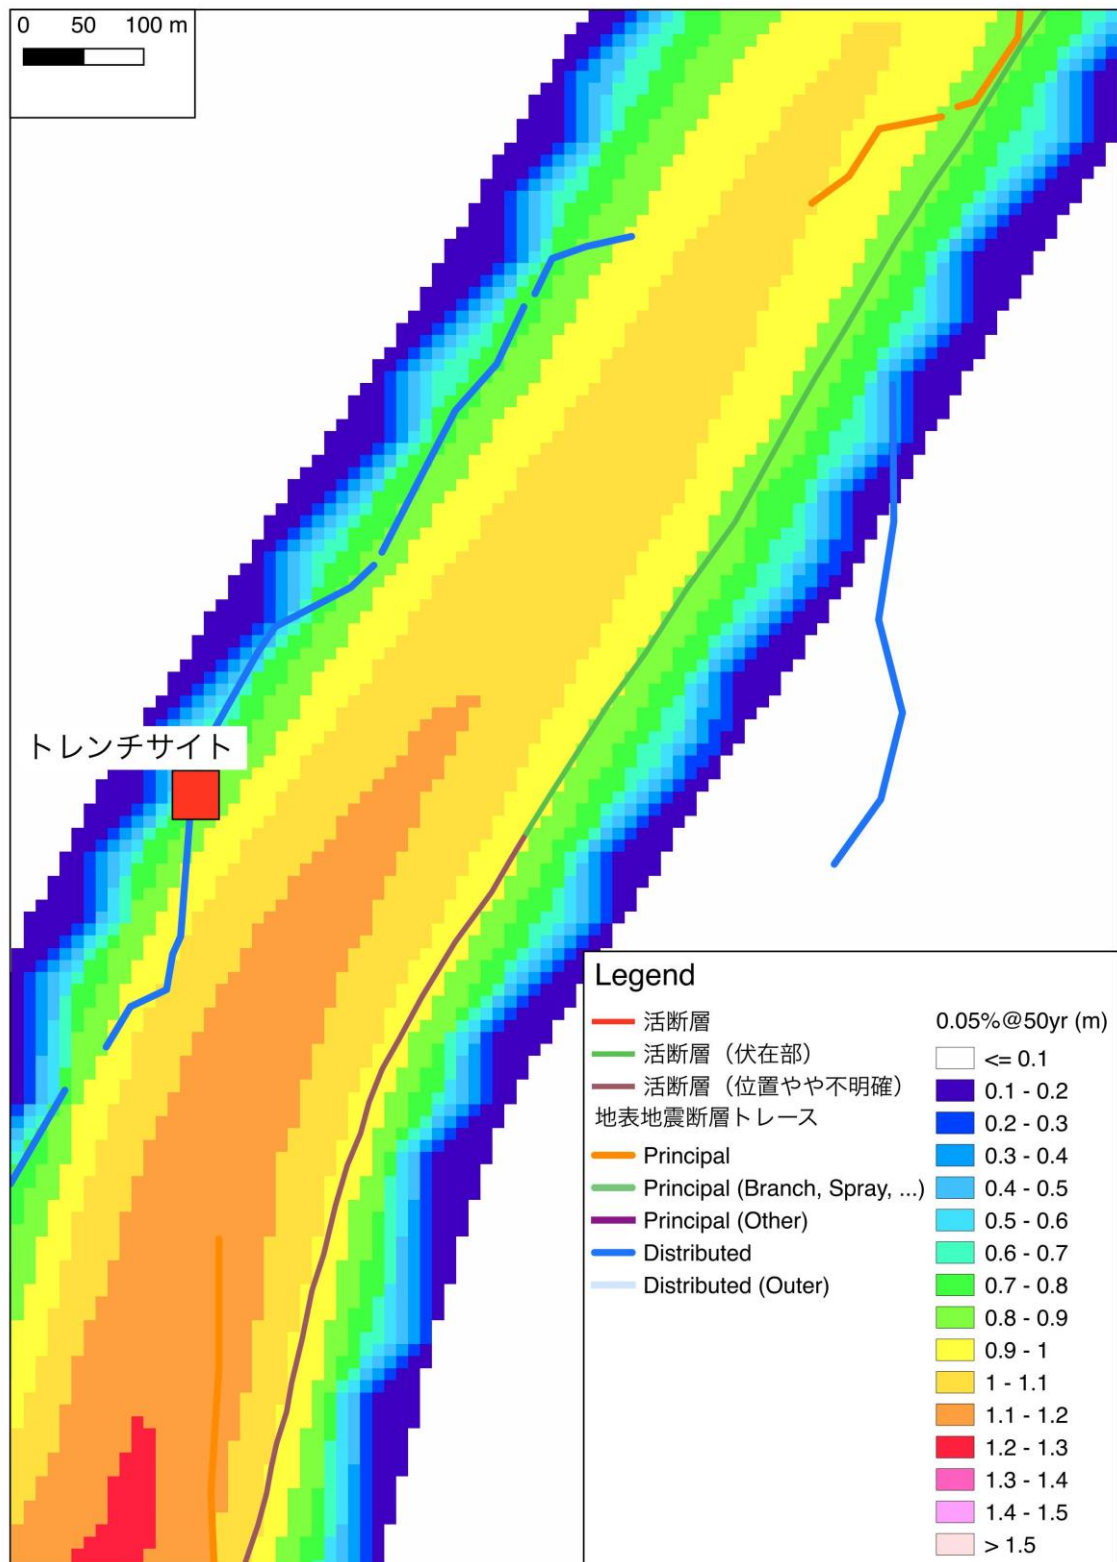 0 50 100 m
トレンチサイト
Legend
活断層
活断層（伏在部）
活断層（位置やや不明確）
地表地震断層トレース
Principal
Principal (Branch, Spray, ...)
Principal (Other)
Distributed
Distributed (Outer)
0.05%@50yr (m)
<= 0.1
0.1 - 0.2
0.2 - 0.3
0.3 - 0.4
0.4 - 0.5
0.5 - 0.6
0.6 - 0.7
0.7 - 0.8
0.8 - 0.9
0.9 - 1
1 - 1.1
1.1 - 1.2
1.2 - 1.3
1.3 - 1.4
1.4 - 1.5
> 1.5